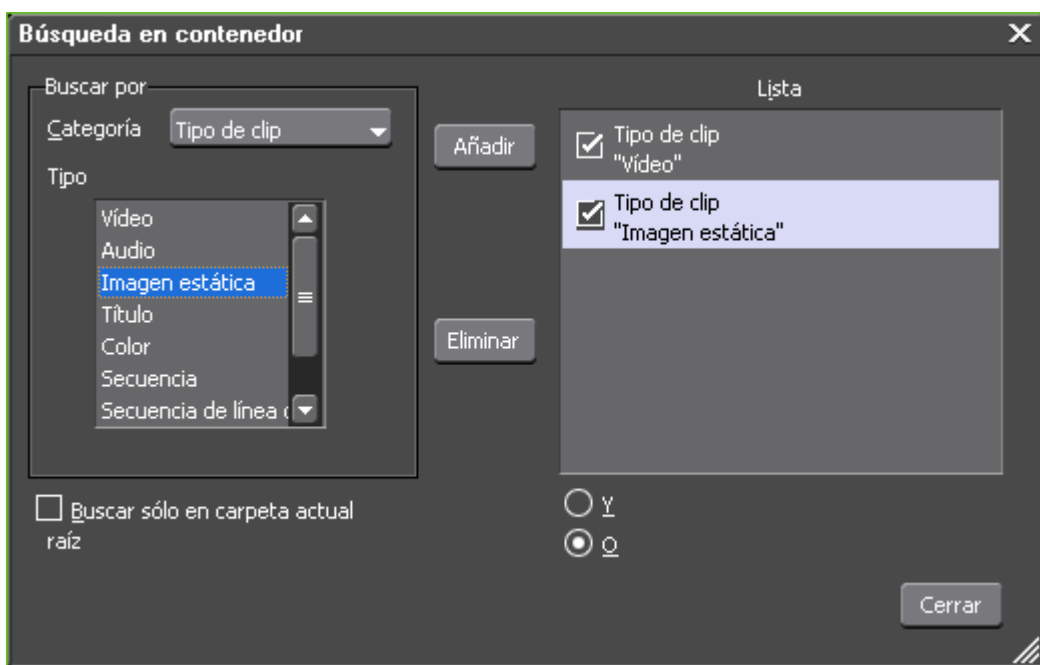 Búsqueda en contenedor
Buscar por
Categoría Tipo de clip
Tipo
Vídeo
Audio
Imagen estática
Título
Color
Secuencia
Secuencia de línea
Buscar sólo en carpeta actual
raíz
Añadir
Eliminar
Lista
Tipo de clip
"Vídeo"
Tipo de clip
"Imagen estática"
Y
O
Cerrar